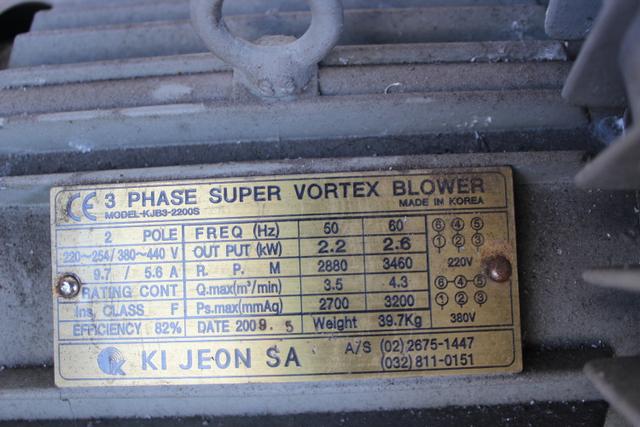 CE 3 PHASE SUPER VORTEX BLOWER
MODEL-KJB3-2200S MADE IN KOREA
2 POLE FREQ (Hz) 50 60 ⑥ ④ ⑤
220~254/380~440 V OUT PUT (kW) 2.2 2.6 ① ② ③
9.7 / 5.6 A R. P. M 2880 3460 220V
RATING CONT Q.max(m³/min) 3.5 4.3 ⑥-④-⑤
Ins. CLASS F Ps.max(mmAq) 2700 3200 ① ② ③
EFFICIENCY 82% DATE 2009. 5 Weight 39.7Kg 380V
KI JEON SA A/S (02) 2675-1447
(032) 811-0151